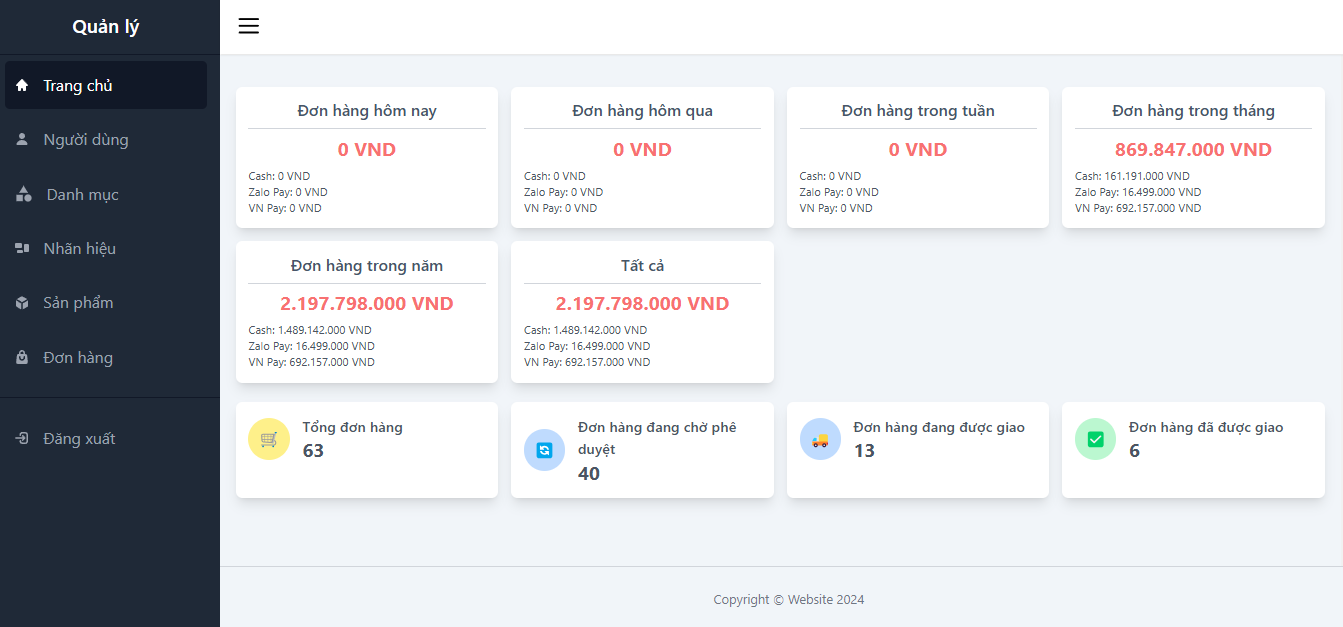 Quản lý
Trang chủ
Người dùng
Danh mục
Nhãn hiệu
Sản phẩm
Đơn hàng
Đăng xuất
Đơn hàng hôm nay
0 VND
Cash: 0 VND
Zalo Pay: 0 VND
VN Pay: 0 VND
Đơn hàng hôm qua
0 VND
Cash: 0 VND
Zalo Pay: 0 VND
VN Pay: 0 VND
Đơn hàng trong tuần
0 VND
Cash: 0 VND
Zalo Pay: 0 VND
VN Pay: 0 VND
Đơn hàng trong tháng
869.847.000 VND
Cash: 161.191.000 VND
Zalo Pay: 16.499.000 VND
VN Pay: 692.157.000 VND
Đơn hàng trong năm
2.197.798.000 VND
Cash: 1.489.142.000 VND
Zalo Pay: 16.499.000 VND
VN Pay: 692.157.000 VND
Tất cả
2.197.798.000 VND
Cash: 1.489.142.000 VND
Zalo Pay: 16.499.000 VND
VN Pay: 692.157.000 VND
Tổng đơn hàng
63
Đơn hàng đang chờ phê
duyệt
40
Đơn hàng đang được giao
13
Đơn hàng đã được giao
6
Copyright © Website 2024